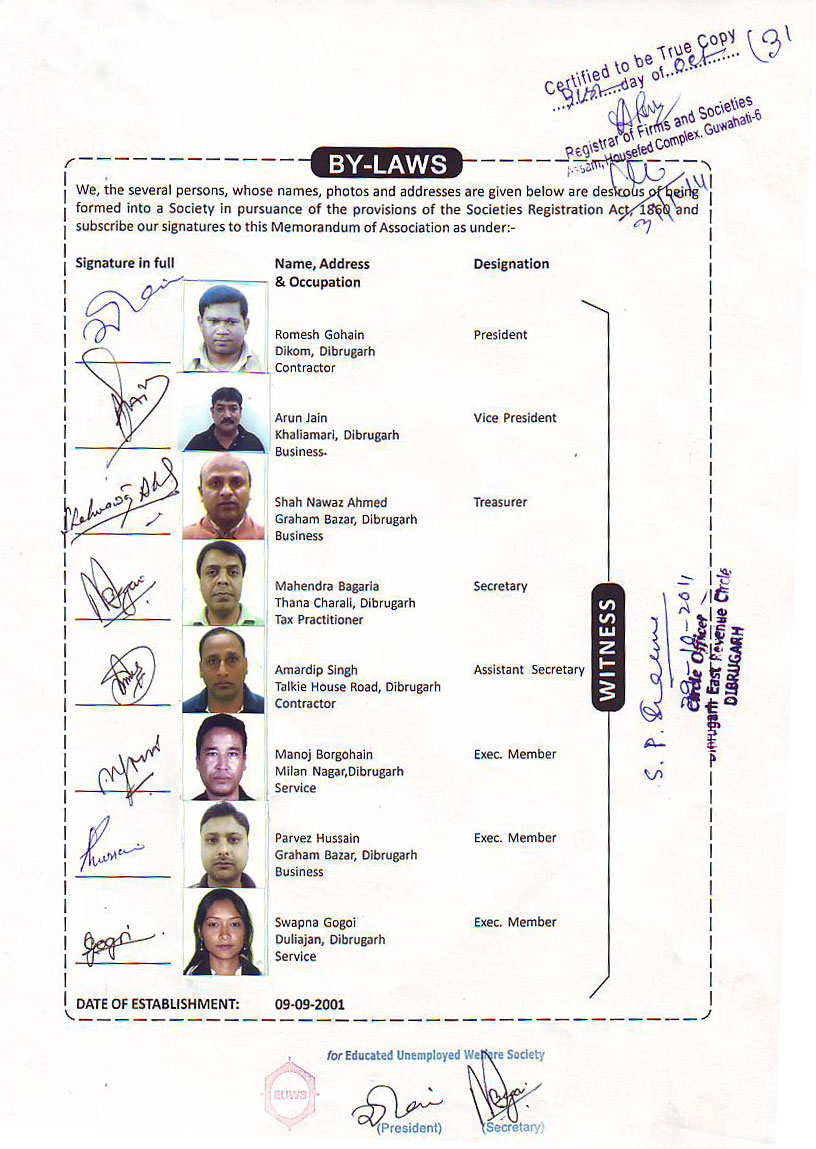 Certified to be True Copy
31st day of Oct
(31
Registrar of Firms and Societies
Assam, Housefed Complex, Guwahati-6
BY-LAWS
We, the several persons, whose names, photos and addresses are given below are desirous of being
formed into a Society in pursuance of the provisions of the Societies Registration Act, 1860 and
subscribe our signatures to this Memorandum of Association as under:-
Signature in full
Name, Address
& Occupation
Designation
Romesh Gohain
Dikom, Dibrugarh
Contractor
President
Arun Jain
Khaliamari, Dibrugarh
Business
Vice President
Shah Nawaz Ahmed
Graham Bazar, Dibrugarh
Business
Treasurer
Mahendra Bagaria
Thana Charali, Dibrugarh
Tax Practitioner
Secretary
Amardip Singh
Talkie House Road, Dibrugarh
Contractor
Assistant Secretary
Manoj Borgohain
Milan Nagar,Dibrugarh
Service
Exec. Member
Parvez Hussain
Graham Bazar, Dibrugarh
Business
Exec. Member
Hussain
Swapna Gogoi
Duliajan, Dibrugarh
Service
Exec. Member
Gogoi
WITNESS
S. P.
29-10-2011
Circle Officer
Dibrugarh East Revenue Circle
DIBRUGARH
DATE OF ESTABLISHMENT: 09-09-2001
for Educated Unemployed Welfare Society
EUWS
(President)
(Secretary)